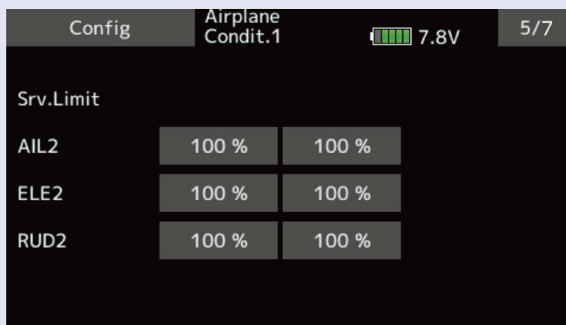 Config
Airplane
Condit.1
7.8V
5/7
Srv.Limit
AIL2 100 % 100 %
ELE2 100 % 100 %
RUD2 100 % 100 %